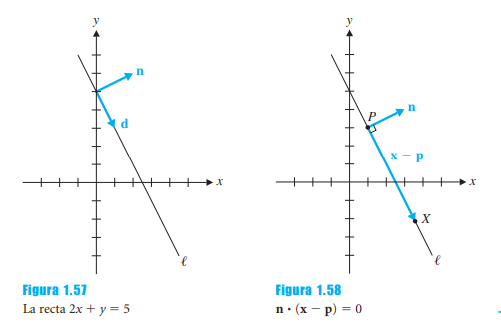 y
n
d
x
ℓ
Figura 1.57
La recta 2x + y = 5
y
n
P
x − p
x
X
ℓ
Figura 1.58
n · (x − p) = 0